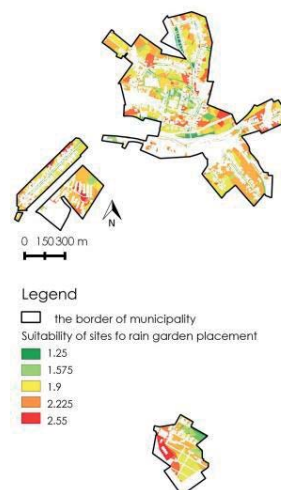 N
0 150300 m
Legend
the border of municipality
Suitability of sites fo rain garden placement
1.25
1.575
1.9
2.225
2.55